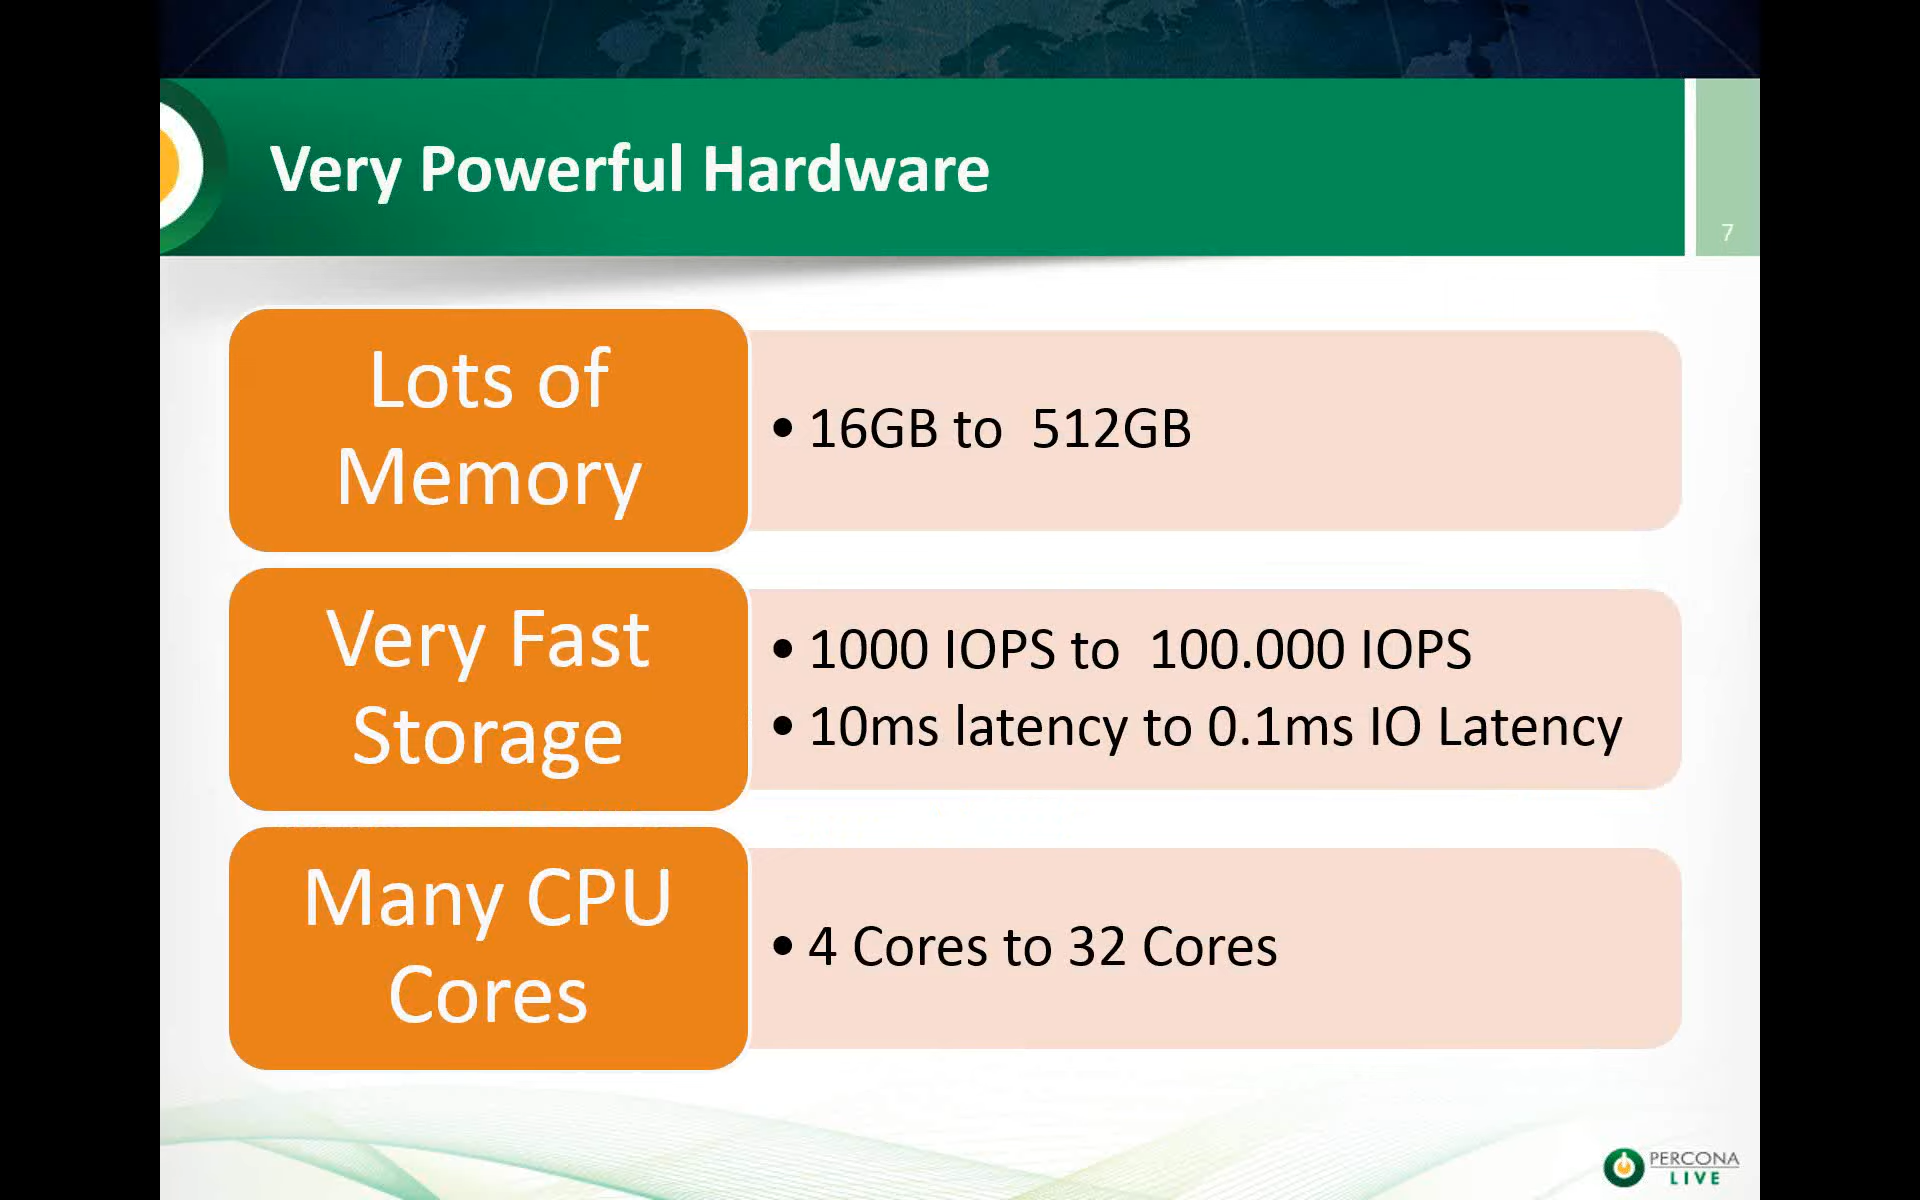 Very Powerful Hardware
7
Lots of
Memory
• 16GB to  512GB
Very Fast
Storage
• 1000 IOPS to  100.000 IOPS
• 10ms latency to 0.1ms IO Latency
Many CPU
Cores
• 4 Cores to 32 Cores
PERCONA
LIVE